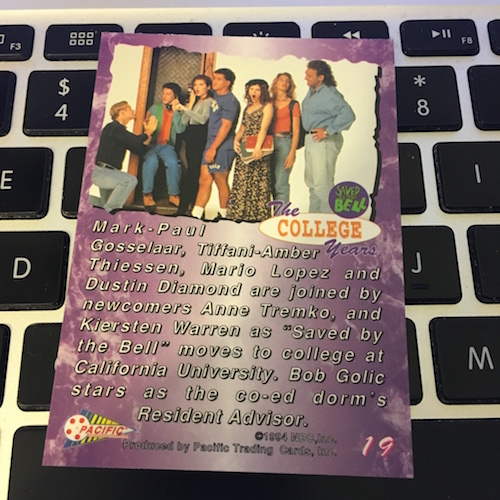 F3
F8
$
4
*
8
E
D
J
M
SAVED
BY THE
BELL
The
COLLEGE
Years
Mark-Paul
Gosselaar, Tiffani-Amber
Thiessen, Mario Lopez and
Dustin Diamond are joined by
newcomers Anne Tremko, and
Kiersten Warren as "Saved by
the Bell" moves to college at
California University. Bob Golic
stars as the co-ed dorm's
Resident Advisor.
©1994 NBC,Inc.
Produced by Pacific Trading Cards, Inc.
PACIFIC
19